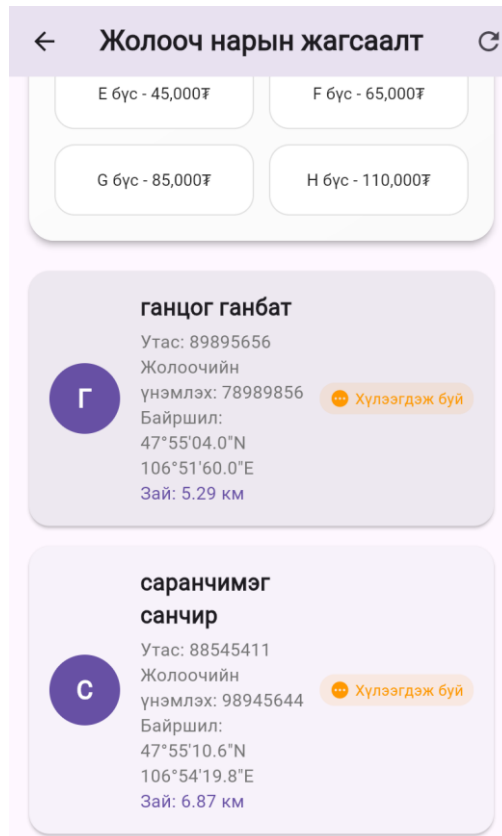 Жолооч нарын жагсаалт
E бүс - 45,000₮
F бүс - 65,000₮
G бүс - 85,000₮
H бүс - 110,000₮
ганцог ганбат
Утас: 89895656
Жолоочийн
үнэмлэх: 78989856
Байршил:
47°55'04.0"N
106°51'60.0"E
Зай: 5.29 км
Г
Хүлээгдэж буй
саранчимэг
санчир
Утас: 88545411
Жолоочийн
үнэмлэх: 98945644
Байршил:
47°55'10.6"N
106°54'19.8"E
Зай: 6.87 км
С
Хүлээгдэж буй